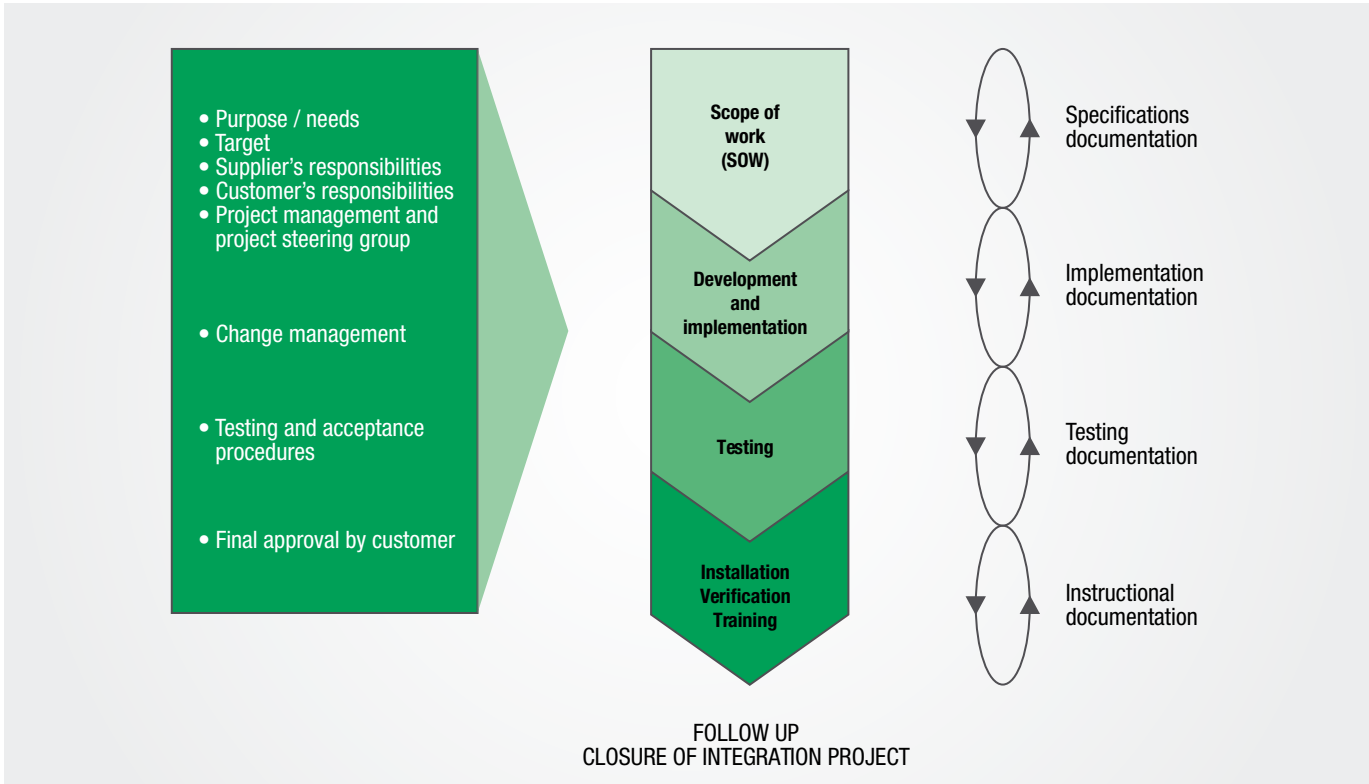 • Purpose / needs
• Target
• Supplier’s responsibilities
• Customer’s responsibilities
• Project management and
project steering group
• Change management
• Testing and acceptance
procedures
• Final approval by customer
Scope of
work
(SOW)
Development
and
implementation
Testing
Installation
Verification
Training
Specifications
documentation
Implementation
documentation
Testing
documentation
Instructional
documentation
FOLLOW UP
CLOSURE OF INTEGRATION PROJECT